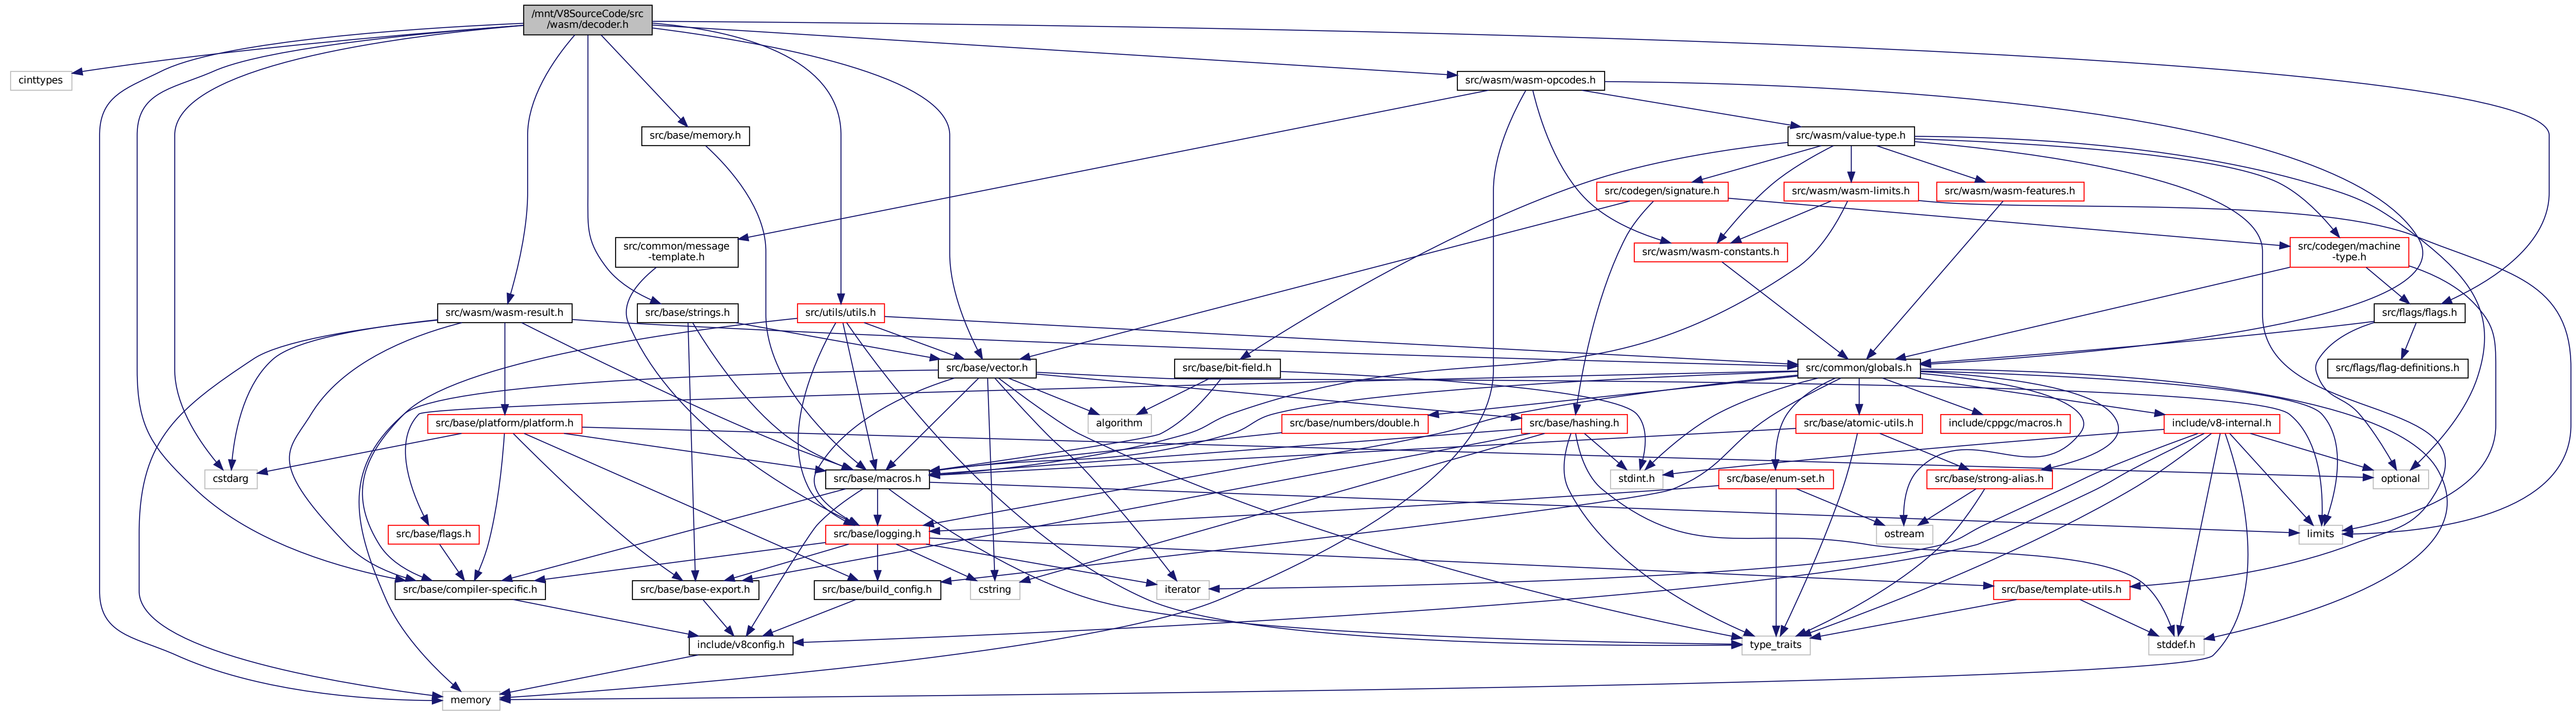 /mnt/V8SourceCode/src
/wasm/decoder.h
cinttypes
src/wasm/wasm-opcodes.h
src/base/memory.h
src/wasm/value-type.h
src/codegen/signature.h
src/wasm/wasm-limits.h
src/wasm/wasm-features.h
src/common/message
-template.h
src/wasm/wasm-constants.h
src/codegen/machine
-type.h
src/wasm/wasm-result.h
src/base/strings.h
src/utils/utils.h
src/flags/flags.h
src/base/vector.h
src/base/bit-field.h
src/common/globals.h
src/flags/flag-definitions.h
src/base/platform/platform.h
algorithm
src/base/numbers/double.h
src/base/hashing.h
src/base/atomic-utils.h
include/cppgc/macros.h
include/v8-internal.h
cstdarg
src/base/macros.h
stdint.h
src/base/enum-set.h
src/base/strong-alias.h
optional
src/base/flags.h
src/base/logging.h
ostream
limits
src/base/compiler-specific.h
src/base/base-export.h
src/base/build_config.h
cstring
iterator
src/base/template-utils.h
include/v8config.h
type_traits
stddef.h
memory